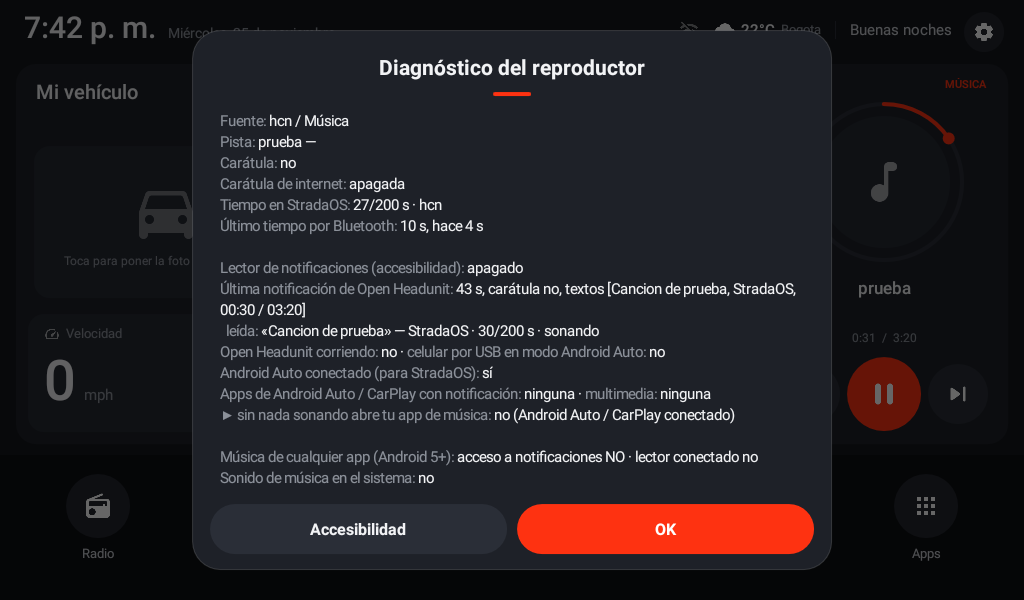 7:42 p. m.
22°C
Bogota
Buenas noches
Mi vehículo
MÚSICA
Diagnóstico del reproductor
Fuente: hcn / Música
Pista: prueba —
Carátula: no
Carátula de internet: apagada
Tiempo en StradaOS: 27/200 s · hcn
Último tiempo por Bluetooth: 10 s, hace 4 s
Lector de notificaciones (accesibilidad): apagado
Última notificación de Open Headunit: 43 s, carátula no, textos [Cancion de prueba, StradaOS,
00:30 / 03:20]
leída: «Cancion de prueba» — StradaOS · 30/200 s · sonando
Open Headunit corriendo: no · celular por USB en modo Android Auto: no
Android Auto conectado (para StradaOS): sí
Apps de Android Auto / CarPlay con notificación: ninguna · multimedia: ninguna
► sin nada sonando abre tu app de música: no (Android Auto / CarPlay conectado)
Música de cualquier app (Android 5+): acceso a notificaciones NO · lector conectado no
Sonido de música en el sistema: no
Accesibilidad
OK
Toca para poner la foto
Velocidad
0 mph
prueba
0:31 / 3:20
Radio
Apps